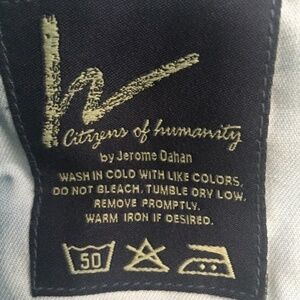 h
Citizens of humanity
by Jerome Dahan
WASH IN COLD WITH LIKE COLORS.
DO NOT BLEACH. TUMBLE DRY LOW.
REMOVE PROMPTLY.
WARM IRON IF DESIRED.
50